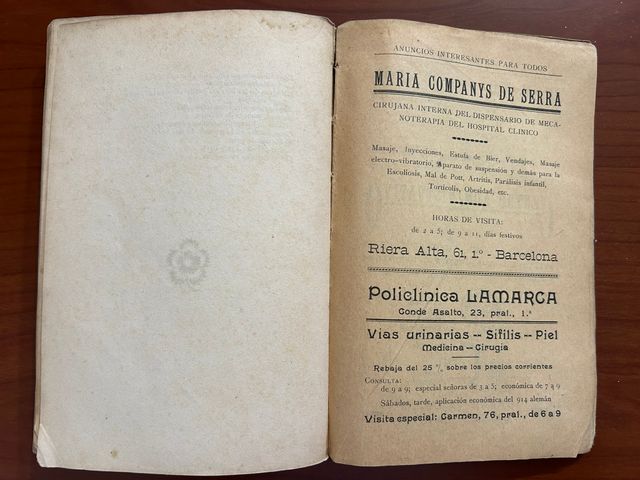 ANUNCIOS INTERESANTES PARA TODOS
MARIA COMPANYS DE SERRA
CIRUJANA INTERNA DEL DISPENSARIO DE MECA-
NOTERAPIA DEL HOSPITAL CLINICO
Masaje, Inyecciones, Estufa de Bier, Vendajes, Masaje
electro-vibratorio, Aparato de suspensión y demás para la
Escoliosis, Mal de Pott, Artritis, Parálisis infantil,
Torticolis, Obesidad, etc.
HORAS DE VISITA:
de 2 a 5; de 9 a 11, días festivos
Riera Alta, 61, 1.º - Barcelona
Policlínica LAMARCA
Conde Asalto, 23, pral., 1.ª
Vías urinarias -- Sífilis -- Piel
Medicina -- Cirugía
Rebaja del 25 % sobre los precios corrientes
CONSULTA:
de 9 a 9; especial señoras de 3 a 5; económica de 7 á 9
Sábados, tarde, aplicación económica del 914 alemán
Visita especial: Carmen, 76, pral., de 6 a 9